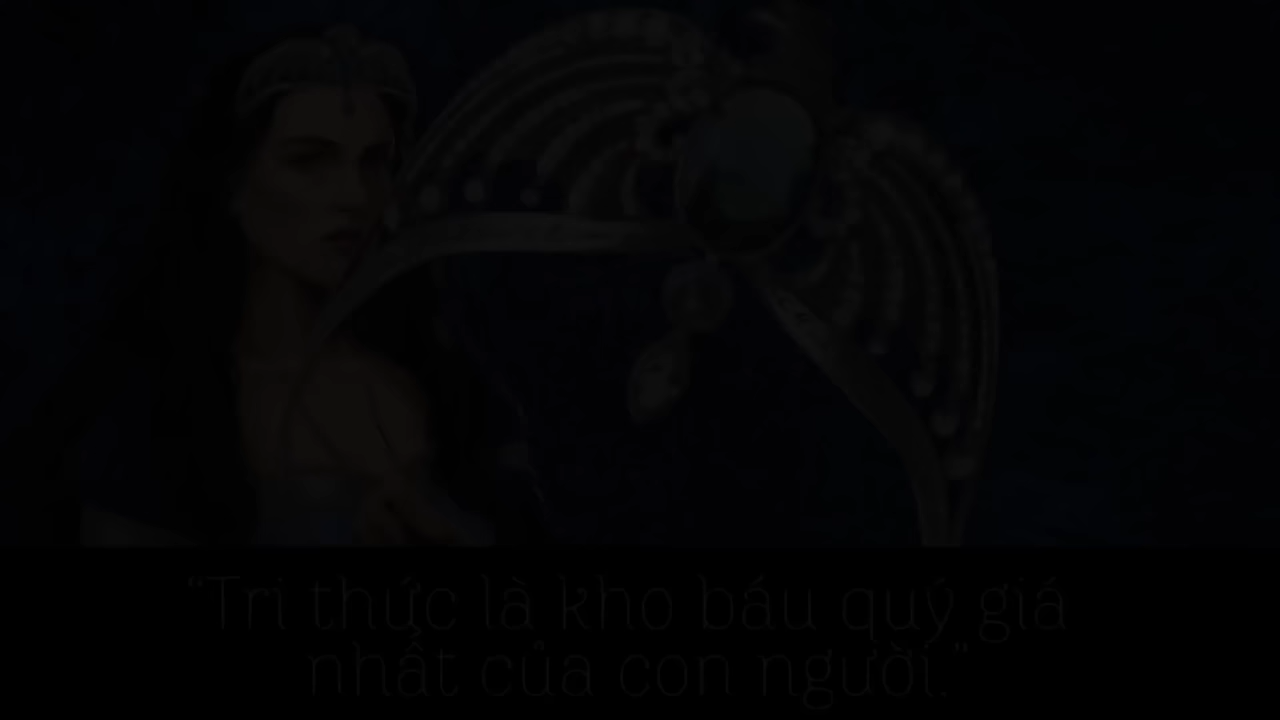 “Tri thức là kho báu quý giá
nhất của con người.”